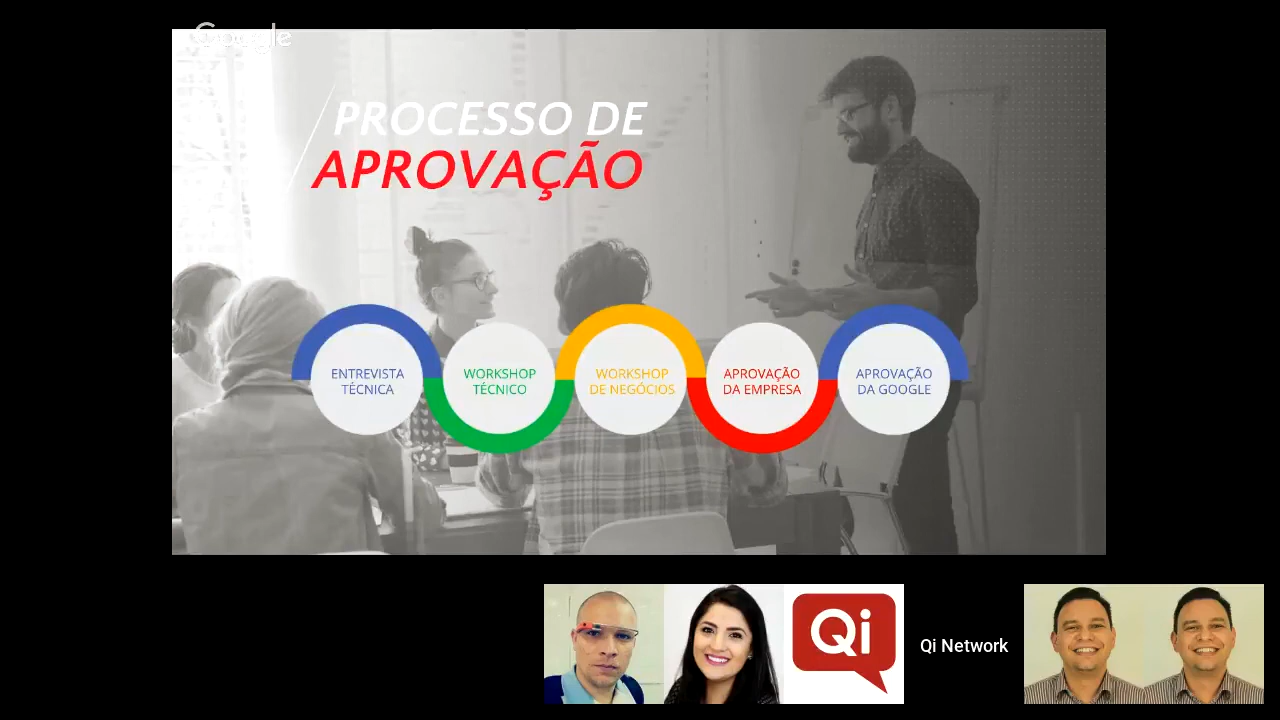 Google
PROCESSO DE
APROVAÇÃO
ENTREVISTA
TÉCNICA
WORKSHOP
TÉCNICO
WORKSHOP
DE NEGÓCIOS
APROVAÇÃO
DA EMPRESA
APROVAÇÃO
DA GOOGLE
Qi
Qi Network